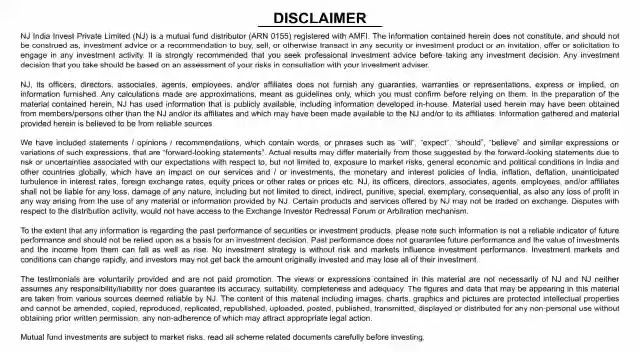 DISCLAIMER
NJ India Invest Private Limited (NJ) is a mutual fund distributor (ARN 0155) registered with AMFI. The information contained herein does not constitute, and should not
be construed as, investment advice or a recommendation to buy, sell, or otherwise transact in any security or investment product or an invitation, offer or solicitation to
engage in any investment activity. It is strongly recommended that you seek professional investment advice before taking any investment decision. Any investment
decision that you take should be based on an assessment of your risks in consultation with your investment adviser.
NJ, its officers, directors, associates, agents, employees, and/or affiliates does not furnish any guaranties, warranties or representations, express or implied, on
information furnished. Any calculations made are approximations, meant as guidelines only, which you must confirm before relying on them. In the preparation of the
material contained herein, NJ has used information that is publicly available, including information developed in-house. Material used herein may have been obtained
from members/persons other than the NJ and/or its affiliates and which may have been made available to the NJ and/or to its affiliates. Information gathered and material
provided herein is believed to be from reliable sources.
We have included statements / opinions / recommendations, which contain words, or phrases such as "will", "expect", "should", "believe" and similar expressions or
variations of such expressions, that are "forward-looking statements". Actual results may differ materially from those suggested by the forward-looking statements due to
risk or uncertainties associated with our expectations with respect to, but not limited to, exposure to market risks, general economic and political conditions in India and
other countries globally, which have an impact on our services and / or investments, the monetary and interest policies of India, inflation, deflation, unanticipated
turbulence in interest rates, foreign exchange rates, equity prices or other rates or prices etc. NJ, its officers, directors, associates, agents, employees, and/or affiliates
shall not be liable for any loss, damage of any nature, including but not limited to direct, indirect, punitive, special, exemplary, consequential, as also any loss of profit in
any way arising from the use of any material or information provided by NJ. Certain products and services offered by NJ may not be traded on exchange. Disputes with
respect to the distribution activity, would not have access to the Exchange Investor Redressal Forum or Arbitration mechanism.
To the extent that any information is regarding the past performance of securities or investment products, please note such information is not a reliable indicator of future
performance and should not be relied upon as a basis for an investment decision. Past performance does not guarantee future performance and the value of investments
and the income from them can fall as well as rise. No investment strategy is without risk and markets influence investment performance. Investment markets and
conditions can change rapidly, and investors may not get back the amount originally invested and may lose all of their investment.
The testimonials are voluntarily provided and are not paid promotion. The views or expressions contained in this material are not necessarily of NJ and NJ neither
assumes any responsibility/liability nor does guarantee its accuracy, suitability, completeness and adequacy. The figures and data that may be appearing in this material
are taken from various sources deemed reliable by NJ. The content of this material including images, charts, graphics and pictures are protected intellectual properties
and cannot be amended, copied, reproduced, replicated, republished, uploaded, posted, published, transmitted, displayed or distributed for any non-personal use without
obtaining prior written permission, any non-adherence of which may attract appropriate legal action.
Mutual fund investments are subject to market risks, read all scheme related documents carefully before investing.